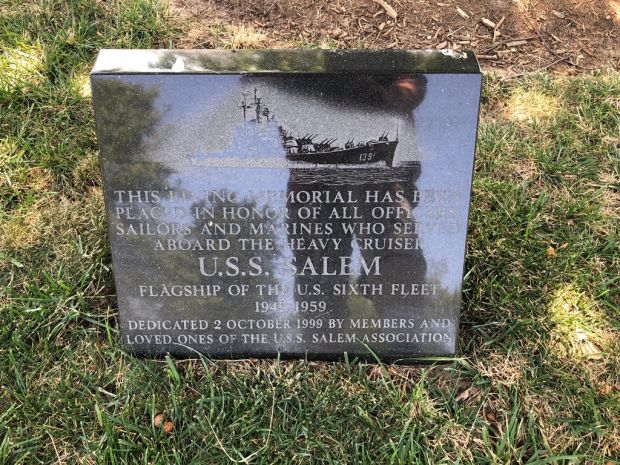 139
THIS LIVING MEMORIAL HAS BEEN
PLACED IN HONOR OF ALL OFFICERS,
SAILORS AND MARINES WHO SERVED
ABOARD THE HEAVY CRUISER
U.S.S. SALEM
FLAGSHIP OF THE U.S. SIXTH FLEET
1949-1959
DEDICATED 2 OCTOBER 1999 BY MEMBERS AND
LOVED ONES OF THE U.S.S. SALEM ASSOCIATION